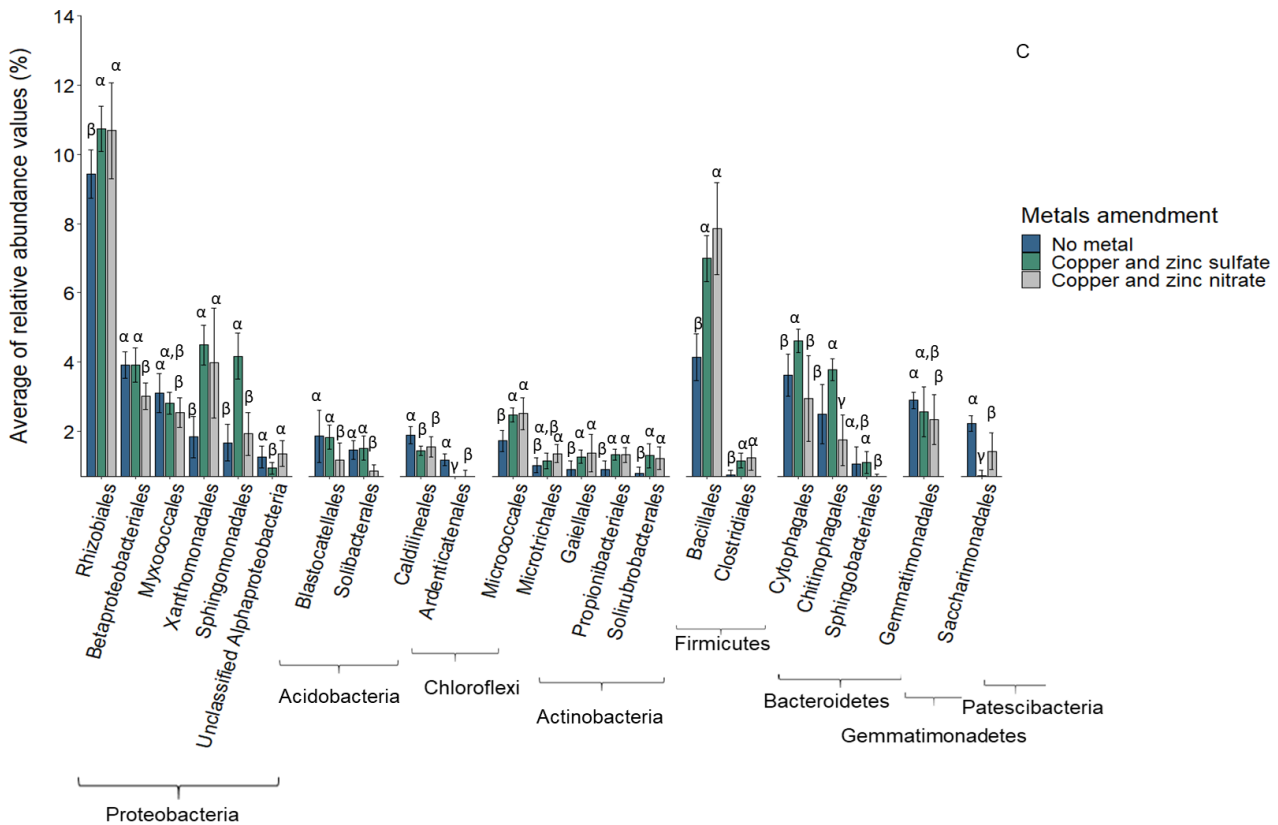 C
Average of relative abundance values (%)
14
12
10
8
6
4
2
β α α
α α β
α α,β β
β α α
β α β
α β α
α α β
α α β
α β β
α γ β
β α α
β α,β α
β α α
β α α
β α α
β α α
β α α
β α β
β α γ
α,β α β
α α,β β
α γ β
Metals amendment
No metal
Copper and zinc sulfate
Copper and zinc nitrate
Rhizobiales
Betaproteobacteriales
Myxococcales
Xanthomonadales
Sphingomonadales
Unclassified Alphaproteobacteria
Blastocatellales
Solibacterales
Caldilineales
Ardenticatenales
Micrococcales
Microtrichales
Gaiellales
Propionibacteriales
Solirubrobacterales
Bacillales
Clostridiales
Cytophagales
Chitinophagales
Sphingobacteriales
Gemmatimonadales
Saccharimonadales
Proteobacteria
Acidobacteria
Chloroflexi
Actinobacteria
Firmicutes
Bacteroidetes
Gemmatimonadetes
Patescibacteria